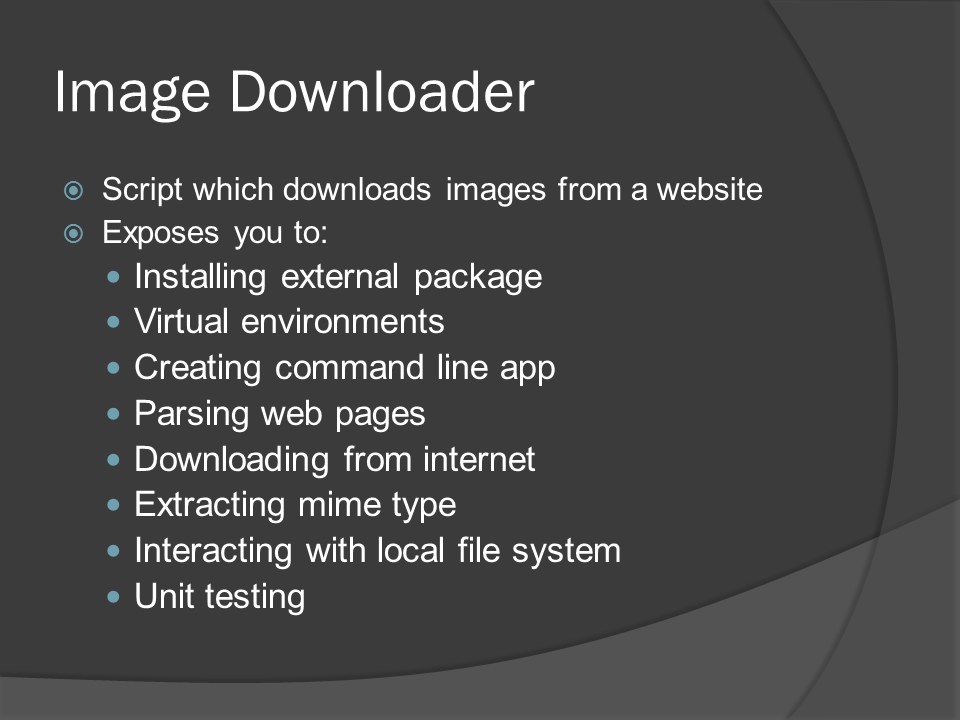 Image Downloader
Script which downloads images from a website
Exposes you to:
Installing external package
Virtual environments
Creating command line app
Parsing web pages
Downloading from internet
Extracting mime type
Interacting with local file system
Unit testing